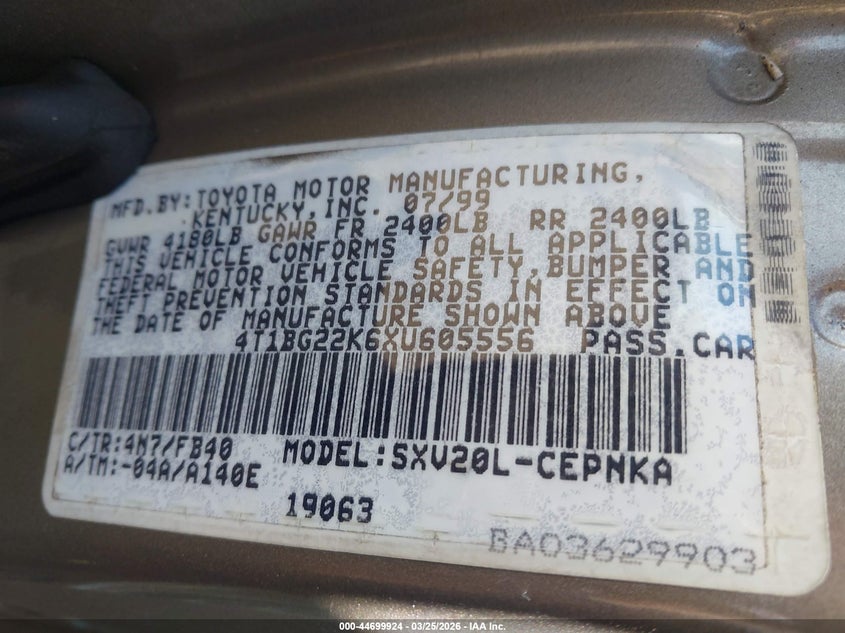 MFD.BY:TOYOTA MOTOR MANUFACTURING,
KENTUCKY,INC. 07/99
GVWR 4180LB GAWR FR 2400LB RR 2400LB
THIS VEHICLE CONFORMS TO ALL APPLICABLE
FEDERAL MOTOR VEHICLE SAFETY,BUMPER AND
THEFT PREVENTION STANDARDS IN EFFECT ON
THE DATE OF MANUFACTURE SHOWN ABOVE
4T1BG22K6XU605556 PASS.CAR
C/TR:4N7/FB40 MODEL:SXV20L-CEPNKA
A/TM:-04A/A140E
19063
BA03629903
000-44699924 | 03/25/2026 - IAA Inc.